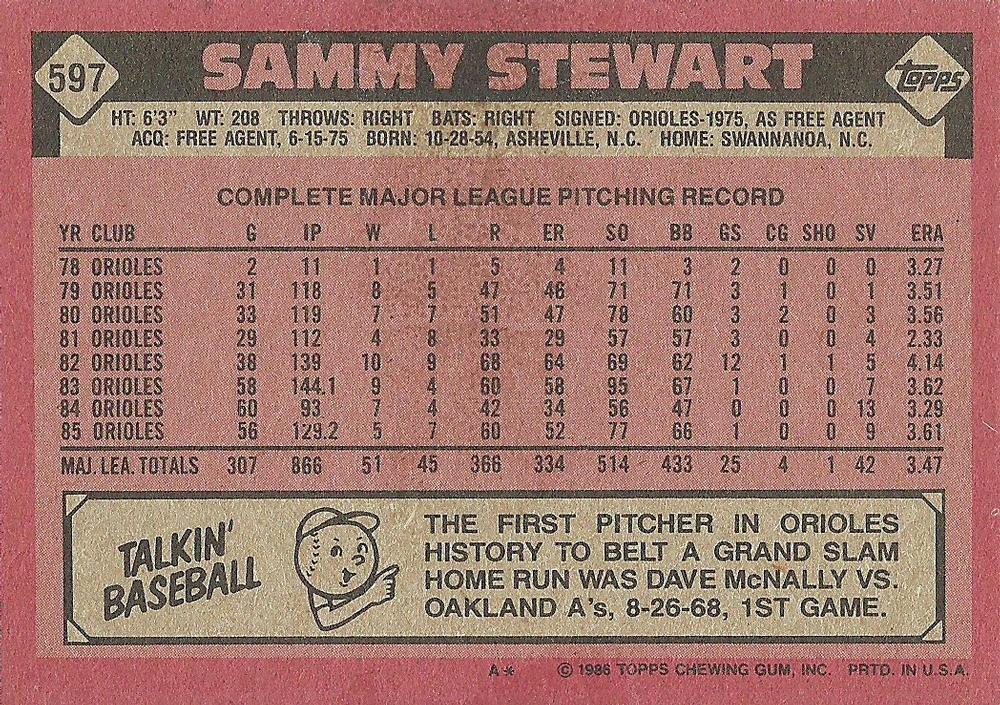 597
SAMMY STEWART
TOPPS
HT: 6'3" WT: 208 THROWS: RIGHT BATS: RIGHT SIGNED: ORIOLES-1975, AS FREE AGENT
ACQ: FREE AGENT, 6-15-75 BORN: 10-28-54, ASHEVILLE, N.C. HOME: SWANNANOA, N.C.
COMPLETE MAJOR LEAGUE PITCHING RECORD
YR CLUB G IP W L R ER SO BB GS CG SHO SV ERA
78 ORIOLES 2 11 1 1 5 4 11 3 2 0 0 0 3.27
79 ORIOLES 31 118 8 5 47 46 71 71 3 1 0 1 3.51
80 ORIOLES 33 119 7 7 51 47 78 60 3 2 0 3 3.56
81 ORIOLES 29 112 4 8 33 29 57 57 3 0 0 4 2.33
82 ORIOLES 38 139 10 9 68 64 69 62 12 1 1 5 4.14
83 ORIOLES 58 144.1 9 4 60 58 95 67 1 0 0 7 3.62
84 ORIOLES 60 93 7 4 42 34 56 47 0 0 0 13 3.29
85 ORIOLES 56 129.2 5 7 60 52 77 66 1 0 0 9 3.61
MAJ. LEA. TOTALS 307 866 51 45 366 334 514 433 25 4 1 42 3.47
TALKIN'
BASEBALL
THE FIRST PITCHER IN ORIOLES
HISTORY TO BELT A GRAND SLAM
HOME RUN WAS DAVE McNALLY VS.
OAKLAND A's, 8-26-68, 1ST GAME.
A* © 1986 TOPPS CHEWING GUM, INC. PRTD. IN U.S.A.